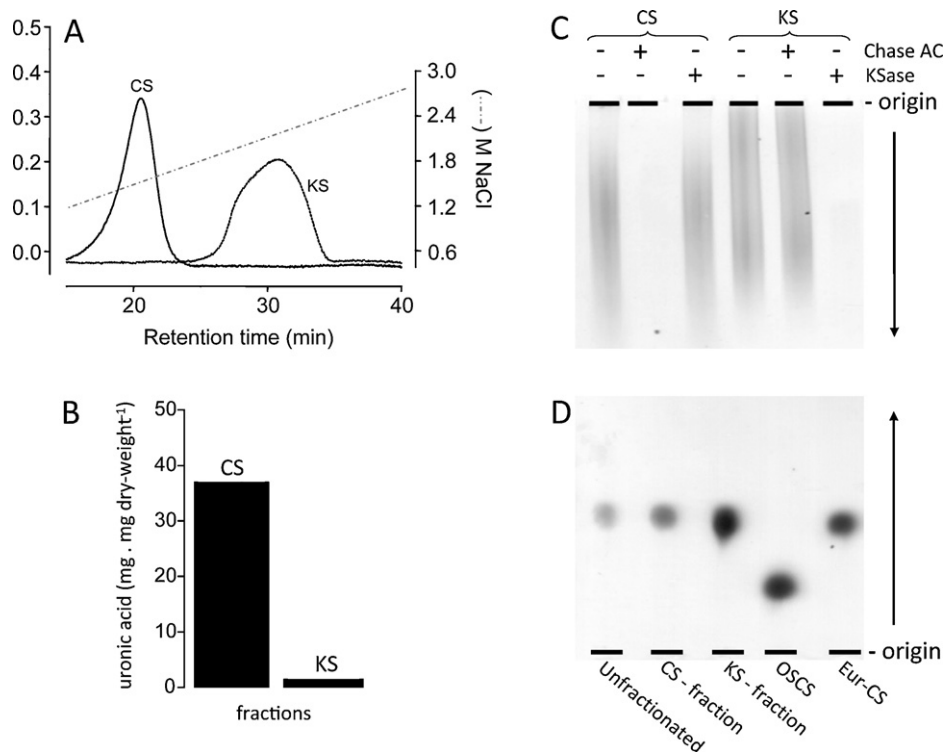 A
0.5
0.4
0.3
0.2
0.1
0.0
CS
KS
3.0
2.4
1.8
1.2
0.6
(-----) M NaCl
20
30
40
Retention time (min)
B
uronic acid (mg . mg dry-weight⁻¹)
50
40
30
20
10
0
CS
KS
fractions
C
CS KS
- + - - + - Chase AC
- - + - - + KSase
- origin
D
- origin
Unfractionated
CS - fraction
KS - fraction
OSCS
Eur-CS